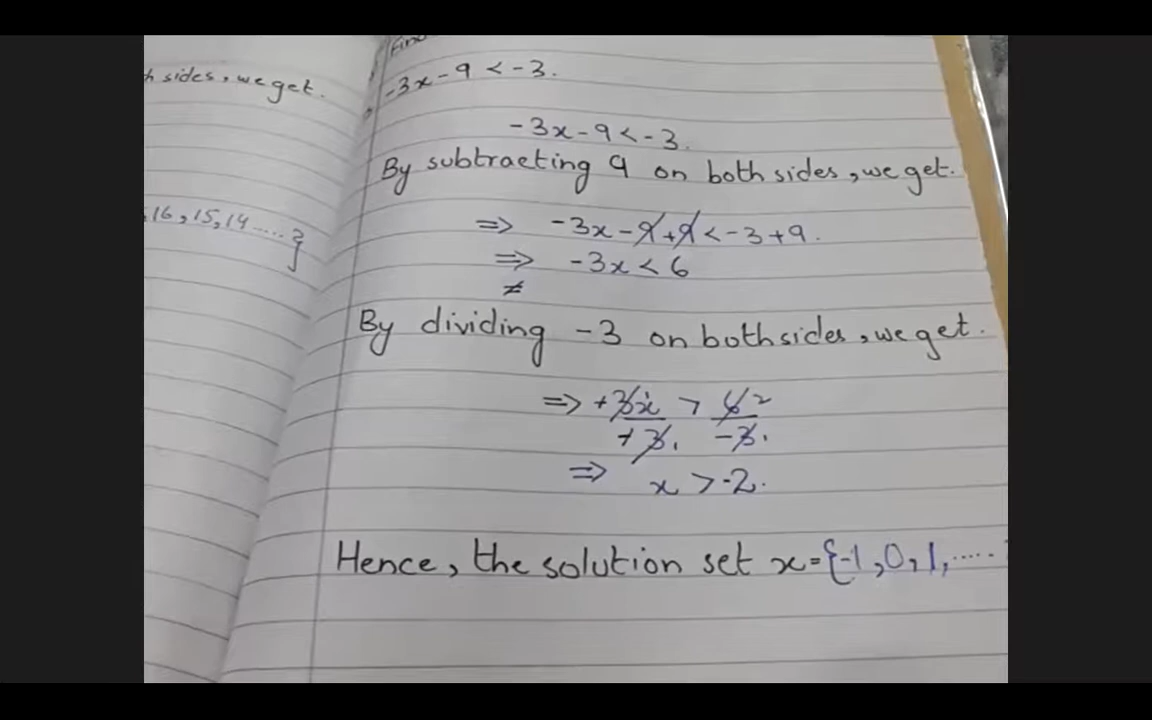 h sides, we get.
, 16, 15, 14 ..... }
Find
-3x - 9 < -3.
-3x - 9 < -3.
By subtracting 9 on both sides, we get.
⇒ -3x - 9 + 9 < -3 + 9.
⇒ -3x < 6
≠
By dividing -3 on both sides, we get.
⇒ +3x > 6 2
+3, -3.
⇒ x > -2.
Hence, the solution set x = {-1, 0, 1, .....